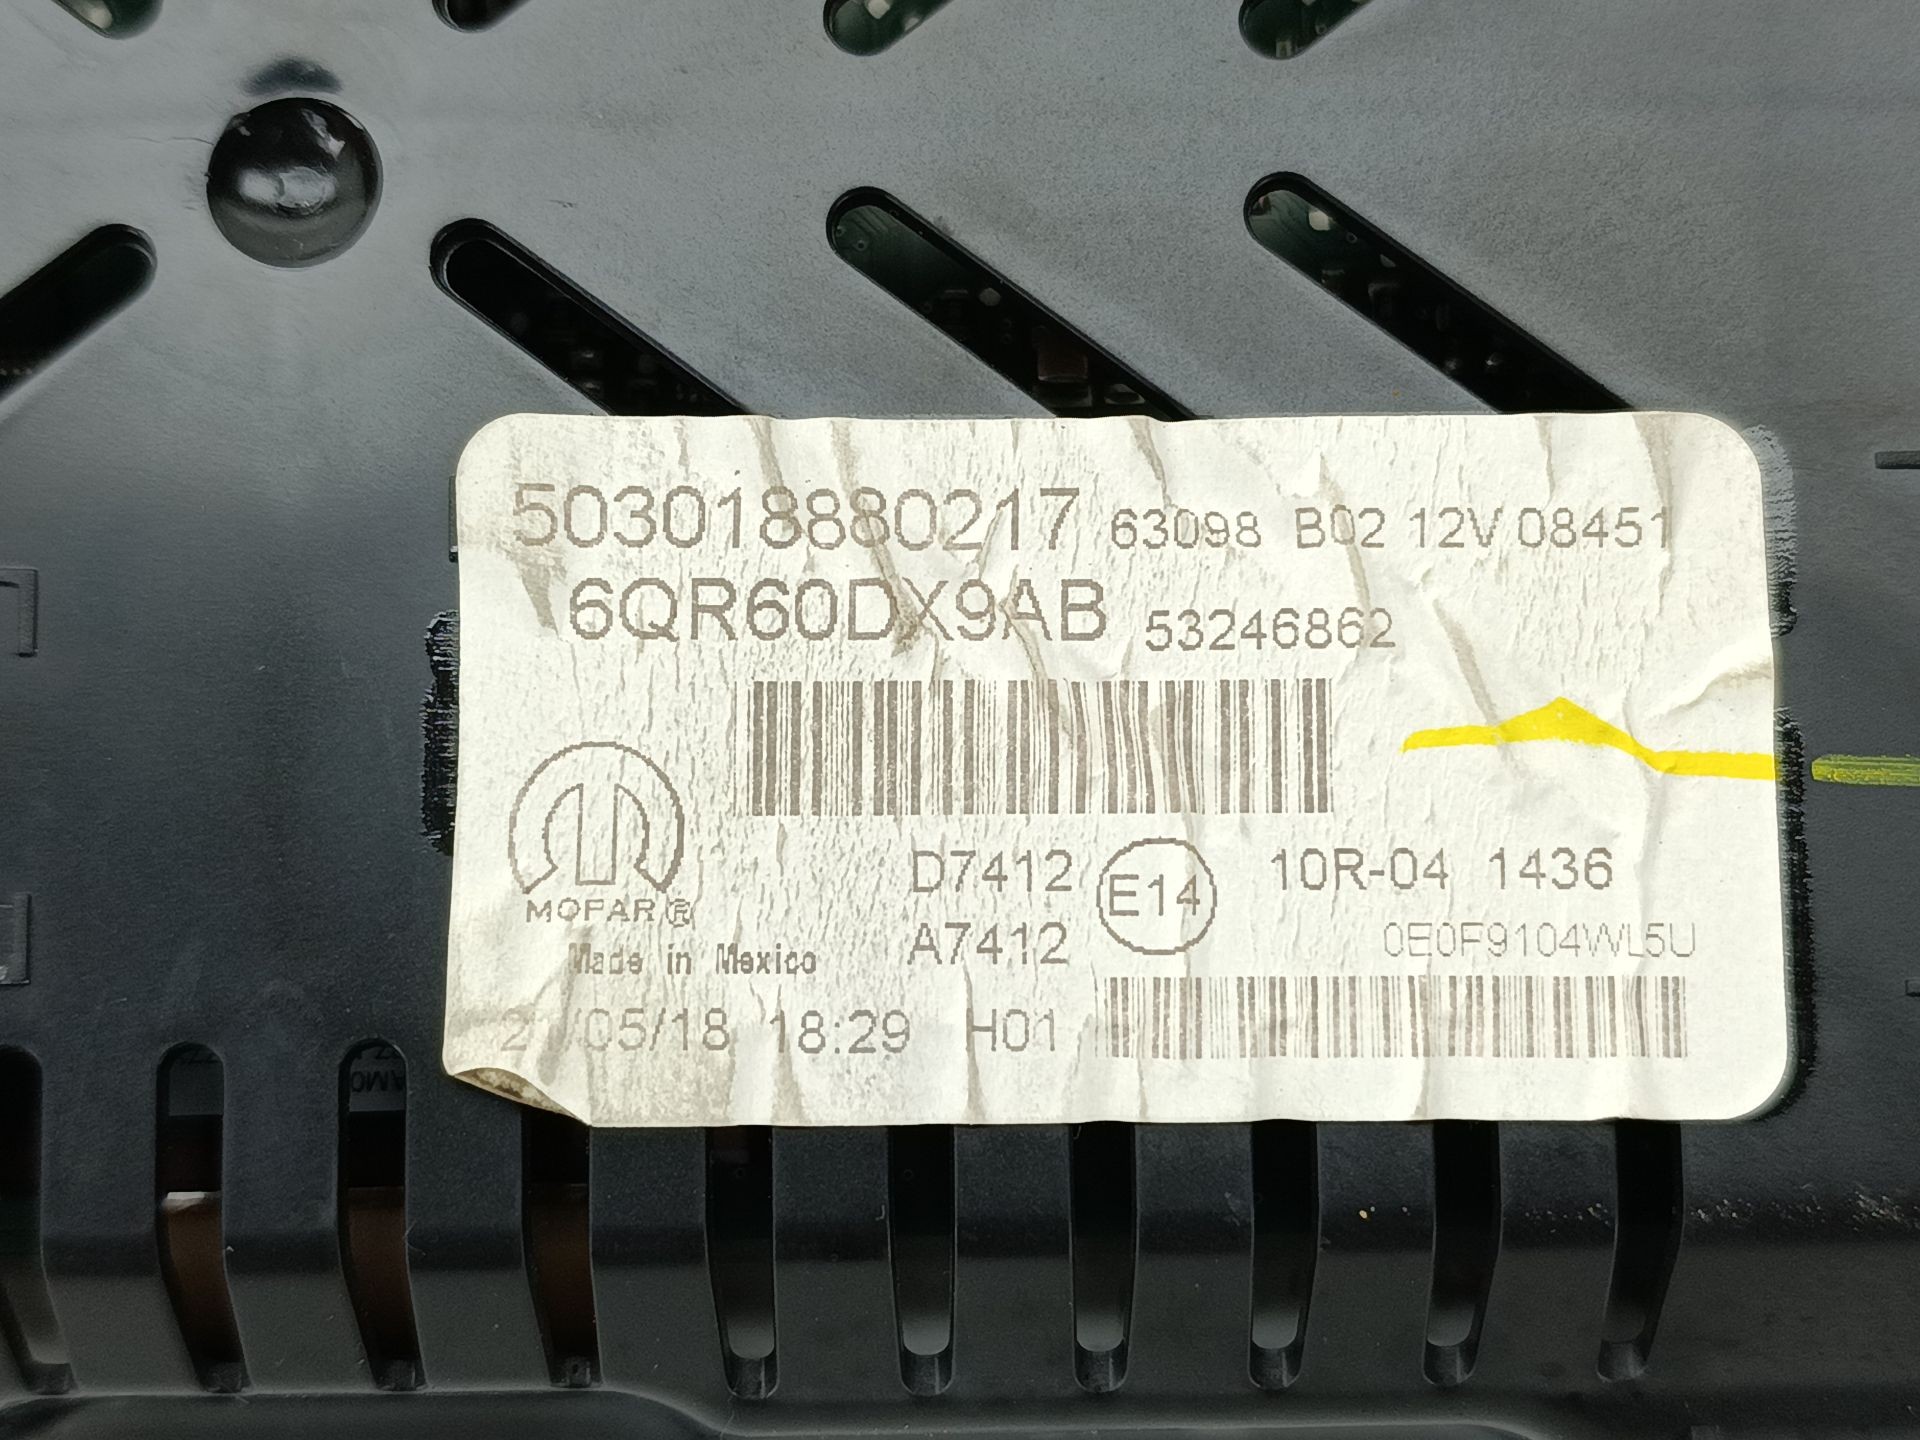 503018880217 63098 B02 12V 08451
6QR60DX9AB 53246862
MOPAR®
Made in Mexico
D7412
A7412
E14
10R-04 1436
0E0F9104WL5U
/05/18 18:29 H01